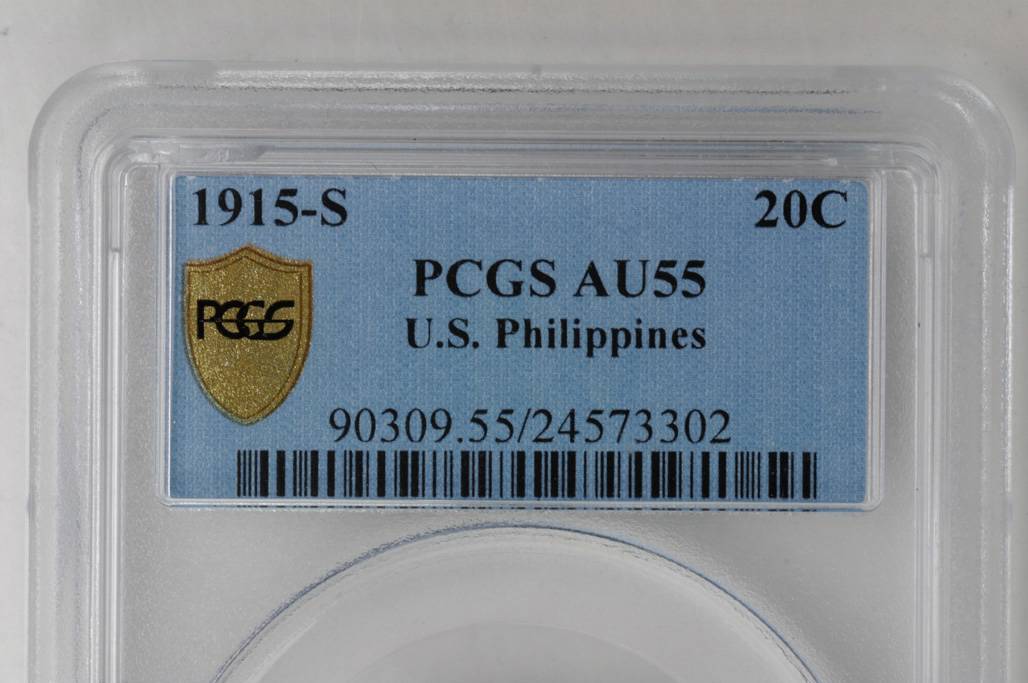 1915-S 20C
PCGS AU55
PCGS
U.S. Philippines
90309.55/24573302